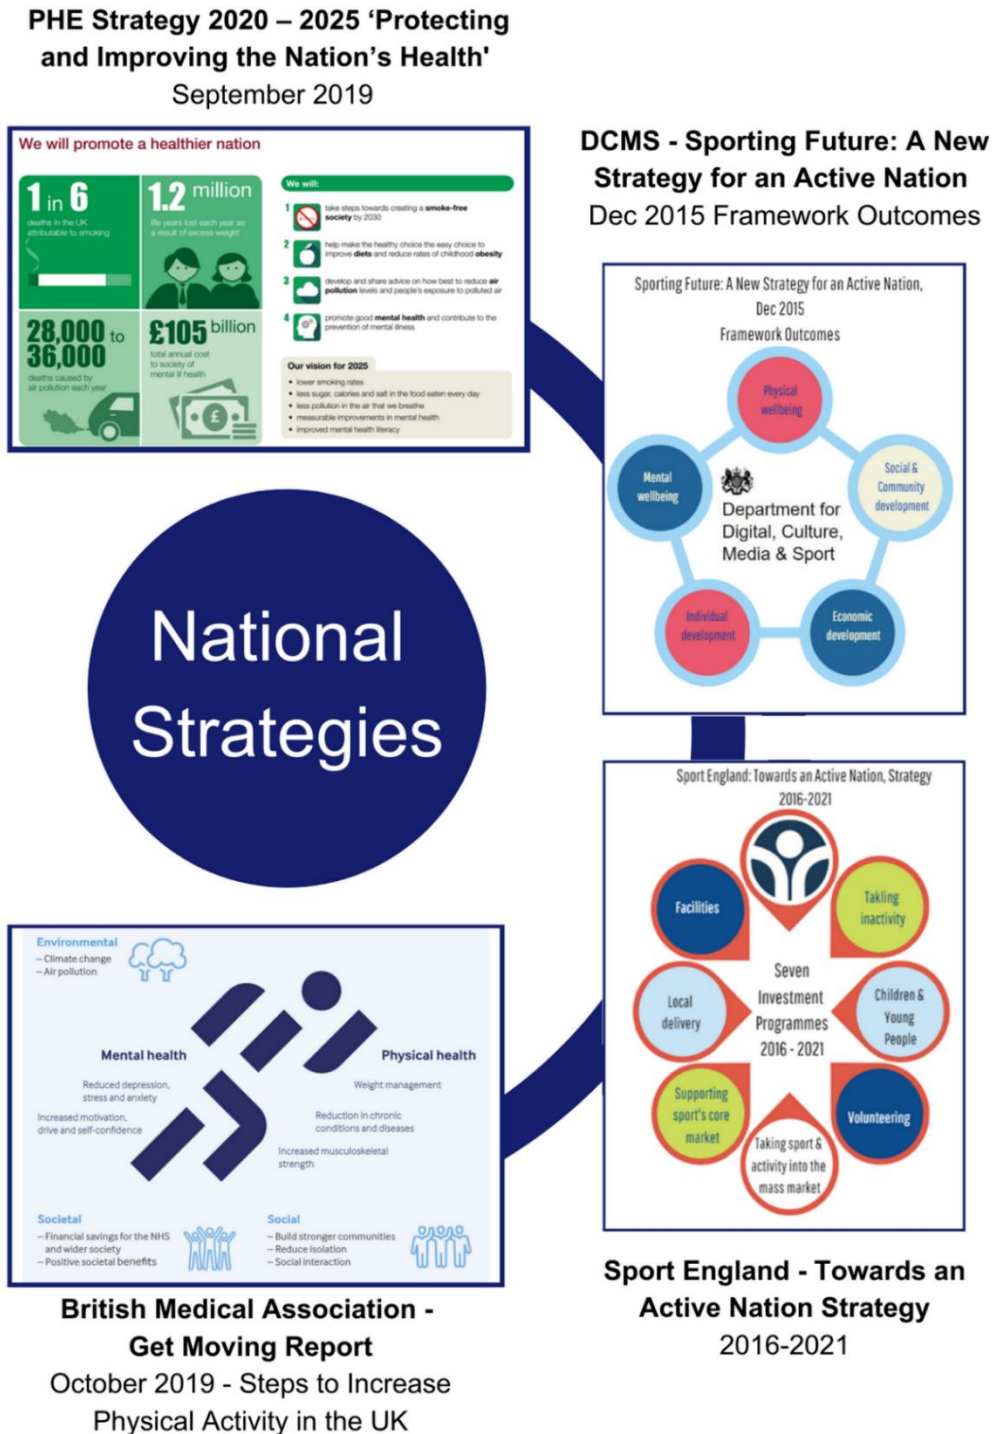 PHE Strategy 2020 – 2025 ‘Protecting
and Improving the Nation’s Health'
September 2019
We will promote a healthier nation
1 in 6
deaths in the UK
attributable to smoking
1.2 million
life years lost each year as
a result of excess weight
28,000 to
36,000
deaths caused by
air pollution each year
£105 billion
total annual cost
to society of
mental ill health
£
We will:
1
take steps towards creating a smoke-free
society by 2030
2
help make the healthy choice the easy choice to
improve diets and reduce rates of childhood obesity
3
develop and share advice on how best to reduce air
pollution levels and people's exposure to polluted air
4
promote good mental health and contribute to the
prevention of mental illness
Our vision for 2025
• lower smoking rates
• less sugar, calories and salt in the food eaten every day
• less pollution in the air that we breathe
• measurable improvements in mental health
• improved mental health literacy
DCMS - Sporting Future: A New
Strategy for an Active Nation
Dec 2015 Framework Outcomes
Sporting Future: A New Strategy for an Active Nation,
Dec 2015
Framework Outcomes
Physical
wellbeing
Mental
wellbeing
Social &
Community
development
Department for
Digital, Culture,
Media & Sport
Individual
development
Economic
development
National
Strategies
Sport England: Towards an Active Nation, Strategy
2016-2021
Facilities
Takling
inactivity
Local
delivery
Seven
Investment
Programmes
2016 - 2021
Children &
Young
People
Supporting
sport's core
market
Volunteering
Taking sport &
activity into the
mass market
Sport England - Towards an
Active Nation Strategy
2016-2021
Environmental
– Climate change
– Air pollution
Mental health
Reduced depression,
stress and anxiety
Increased motivation,
drive and self-confidence
Physical health
Weight management
Reduction in chronic
conditions and diseases
Increased musculoskeletal
strength
Societal
– Financial savings for the NHS
and wider society
– Positive societal benefits
Social
– Build stronger communities
– Reduce isolation
– Social interaction
British Medical Association -
Get Moving Report
October 2019 - Steps to Increase
Physical Activity in the UK